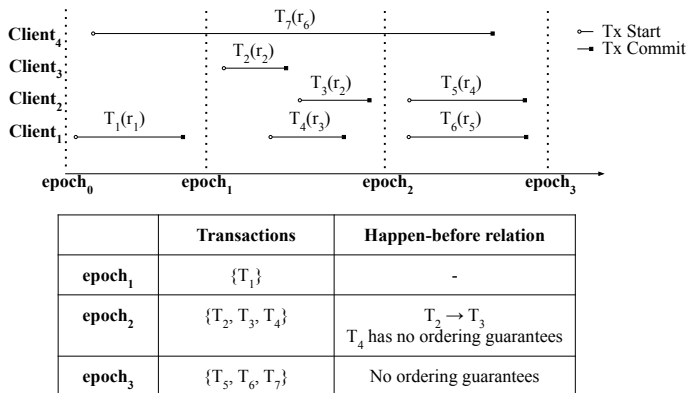 T₇(r₆)
Tx Start
Client₄
Tx Commit
T₂(r₂)
Client₃
T₃(r₂) T₅(r₄)
Client₂
T₁(r₁) T₄(r₃) T₆(r₅)
Client₁
epoch₀ epoch₁ epoch₂ epoch₃
Transactions Happen-before relation
epoch₁ {T₁} -
epoch₂ {T₂, T₃, T₄} T₂ → T₃
T₄ has no ordering guarantees
epoch₃ {T₅, T₆, T₇} No ordering guarantees